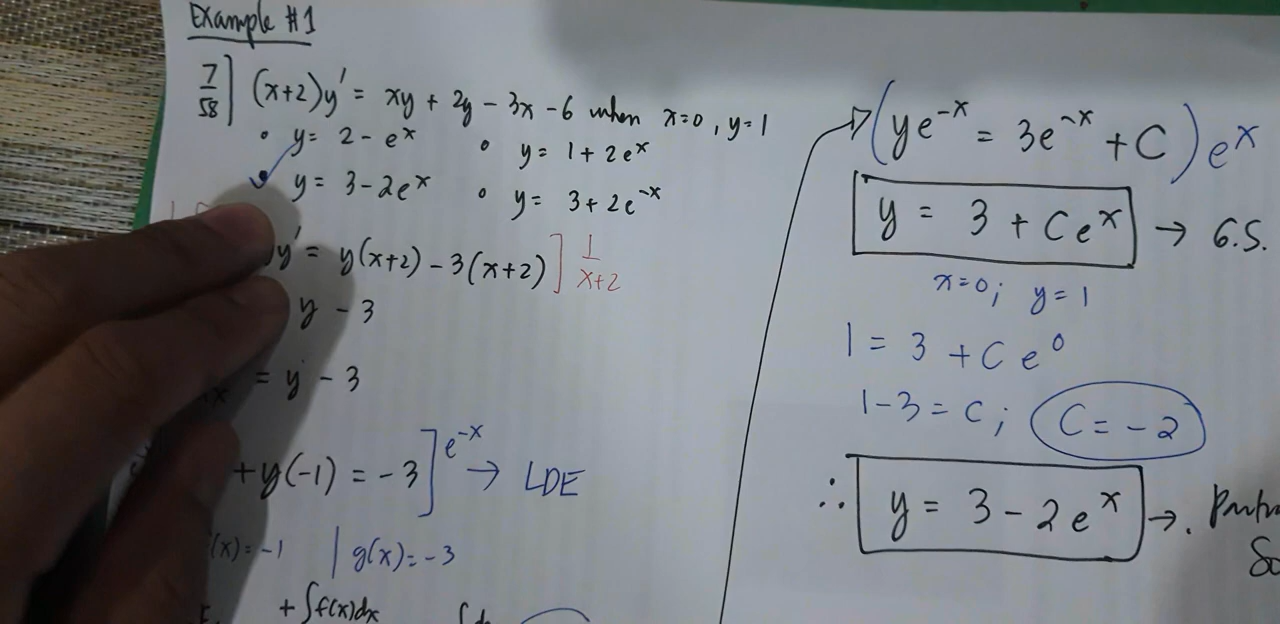 Example #1
7/58] (x+2)y' = xy + 2y - 3x - 6 when x=0, y=1
• y = 2 - e^x • y = 1 + 2e^x
• y = 3 - 2e^x • y = 3 + 2e^-x
y' = y(x+2) - 3(x+2) ] 1/x+2
y - 3
= y - 3
+ y(-1) = -3 ] e^-x → LDE
(x) = -1 | g(x) = -3
+ ∫f(x)dx
(ye^-x = 3e^-x + C) e^x
y = 3 + Ce^x → G.S.
x=0; y=1
1 = 3 + C e^0
1-3 = C; C = -2
∴ y = 3 - 2e^x →.